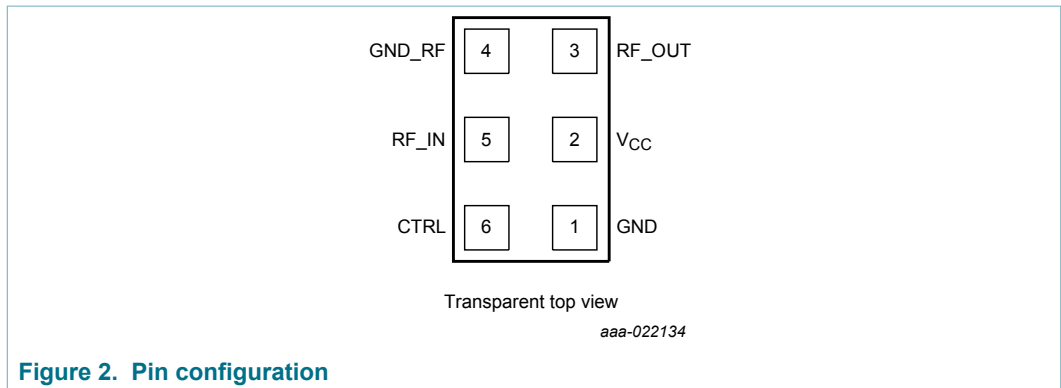 GND_RF 4 3 RF_OUT
RF_IN 5 2 VCC
CTRL 6 1 GND
Transparent top view
aaa-022134
Figure 2. Pin configuration